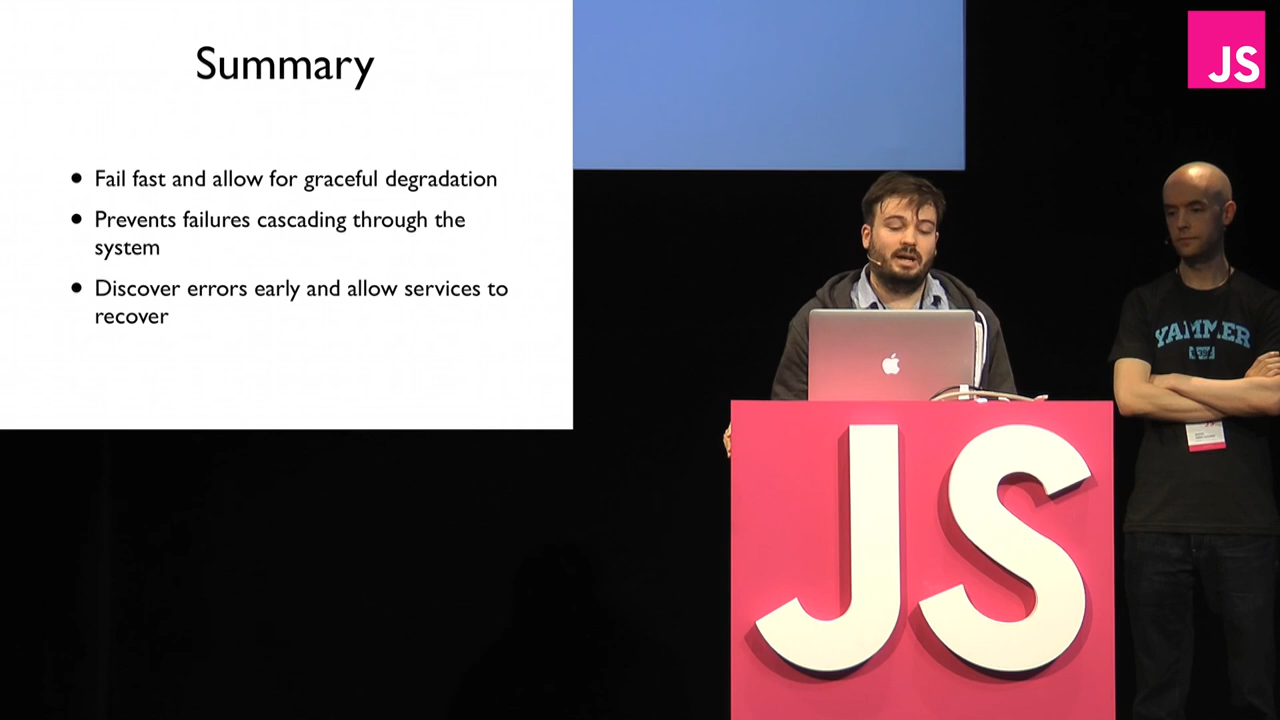 Summary
• Fail fast and allow for graceful degradation
• Prevents failures cascading through the
system
• Discover errors early and allow services to
recover
JS
YAMMER
JS